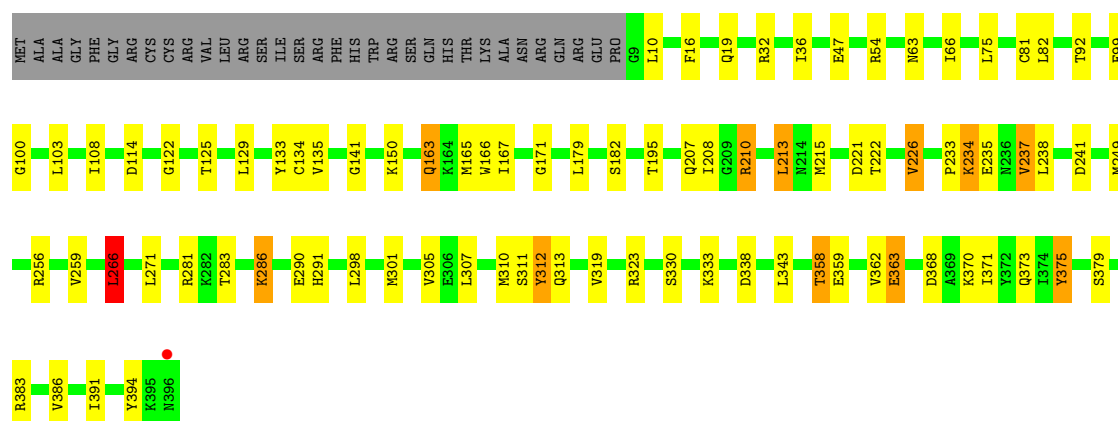 MET ALA ALA GLY PHE GLY ARG CYS CYS ARG VAL LEU ARG SER ILE SER ARG PHE HIS TRP ARG SER GLN HIS THR LYS ALA ASN ARG GLN ARG GLU PRO G9 L10 F16 Q19 R32 I36 E47 R54 N63 I66 L75 C81 L82 T92 E99
G100 L103 I108 D114 G122 T125 L129 Y133 C134 V135 G141 K150 Q163 K164 M165 W166 I167 G171 L179 S182 T195 Q207 I208 G209 R210 L213 N214 M215 D221 T222 V226 P233 K234 E235 N236 V237 L238 D241 M249
R256 V259 L266 L271 R281 K282 T283 K286 E290 H291 L298 M301 V305 E306 L307 M310 S311 Y312 Q313 V319 R323 S330 K333 D338 L343 T358 E359 V362 E363 D368 A369 K370 I371 Y372 Q373 I374 Y375 S379
R383 V386 I391 Y394 K395 N396